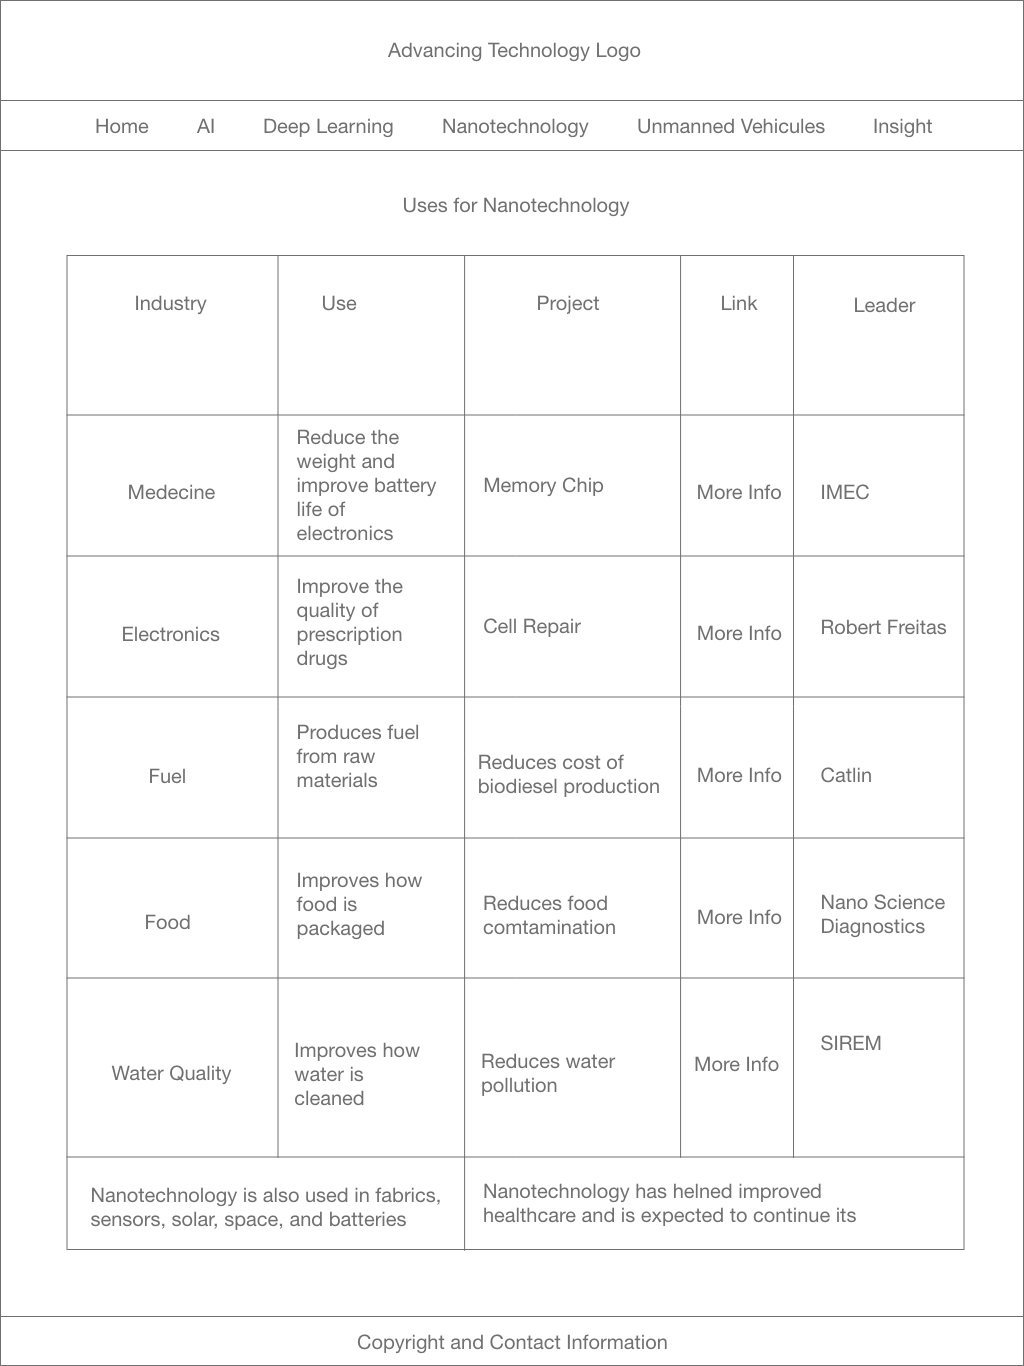 Advancing Technology Logo
Home AI Deep Learning Nanotechnology Unmanned Vehicules Insight
Uses for Nanotechnology
Industry Use Project Link Leader
Medecine
Reduce the
weight and
improve battery
life of
electronics
Memory Chip
More Info
IMEC
Electronics
Improve the
quality of
prescription
drugs
Cell Repair
More Info
Robert Freitas
Fuel
Produces fuel
from raw
materials
Reduces cost of
biodiesel production
More Info
Catlin
Food
Improves how
food is
packaged
Reduces food
comtamination
More Info
Nano Science
Diagnostics
Water Quality
Improves how
water is
cleaned
Reduces water
pollution
More Info
SIREM
Nanotechnology is also used in fabrics,
sensors, solar, space, and batteries
Nanotechnology has helned improved
healthcare and is expected to continue its
Copyright and Contact Information